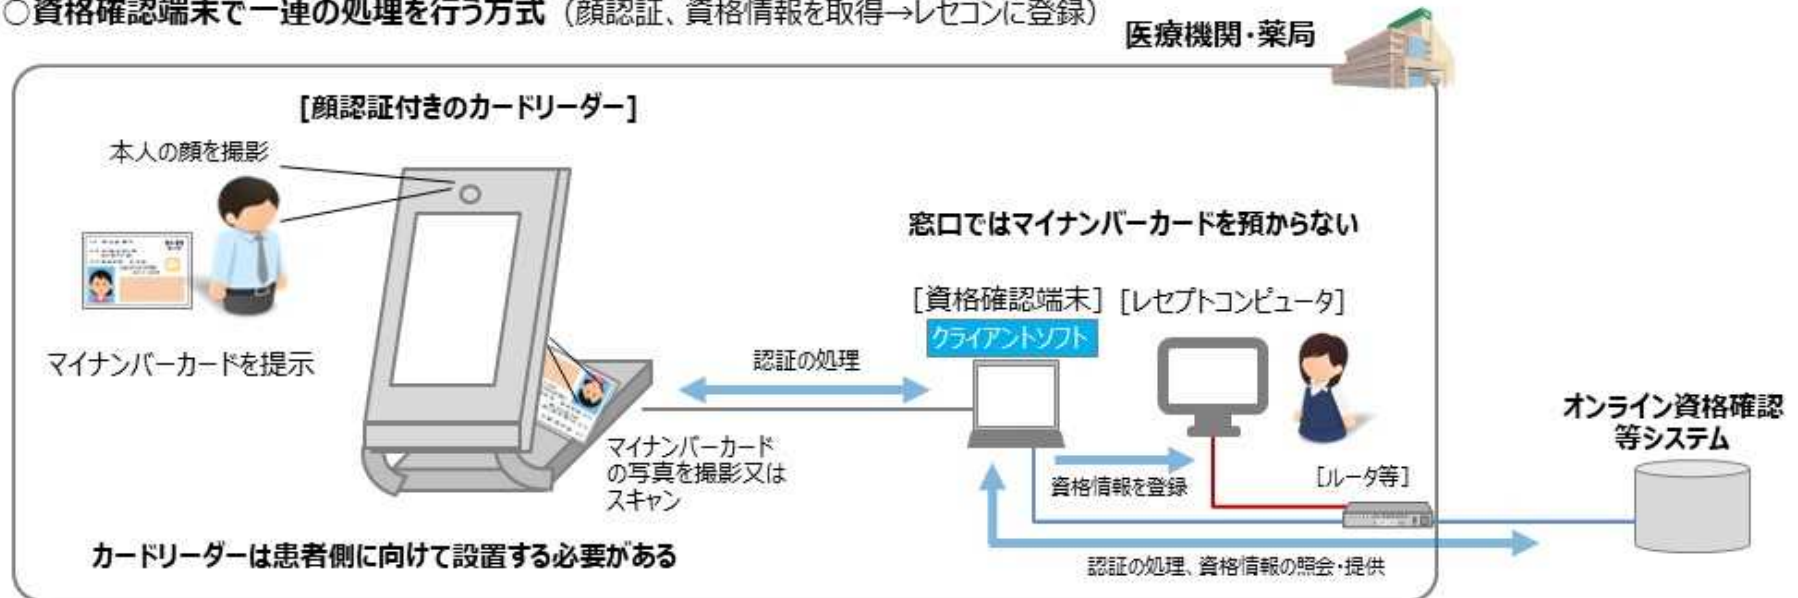 ○資格確認端末で一連の処理を行う方式（顔認証、資格情報を取得→レセコンに登録）
医療機関・薬局
[顔認証付きのカードリーダー]
本人の顔を撮影
窓口ではマイナンバーカードを預からない
[資格確認端末]
[レセプトコンピュータ]
クライアントソフト
マイナンバーカードを提示
認証の処理
オンライン資格確認
等システム
マイナンバーカード
の写真を撮影又は
スキャン
資格情報を登録
[ルータ等]
カードリーダーは患者側に向けて設置する必要がある
認証の処理、資格情報の照会・提供